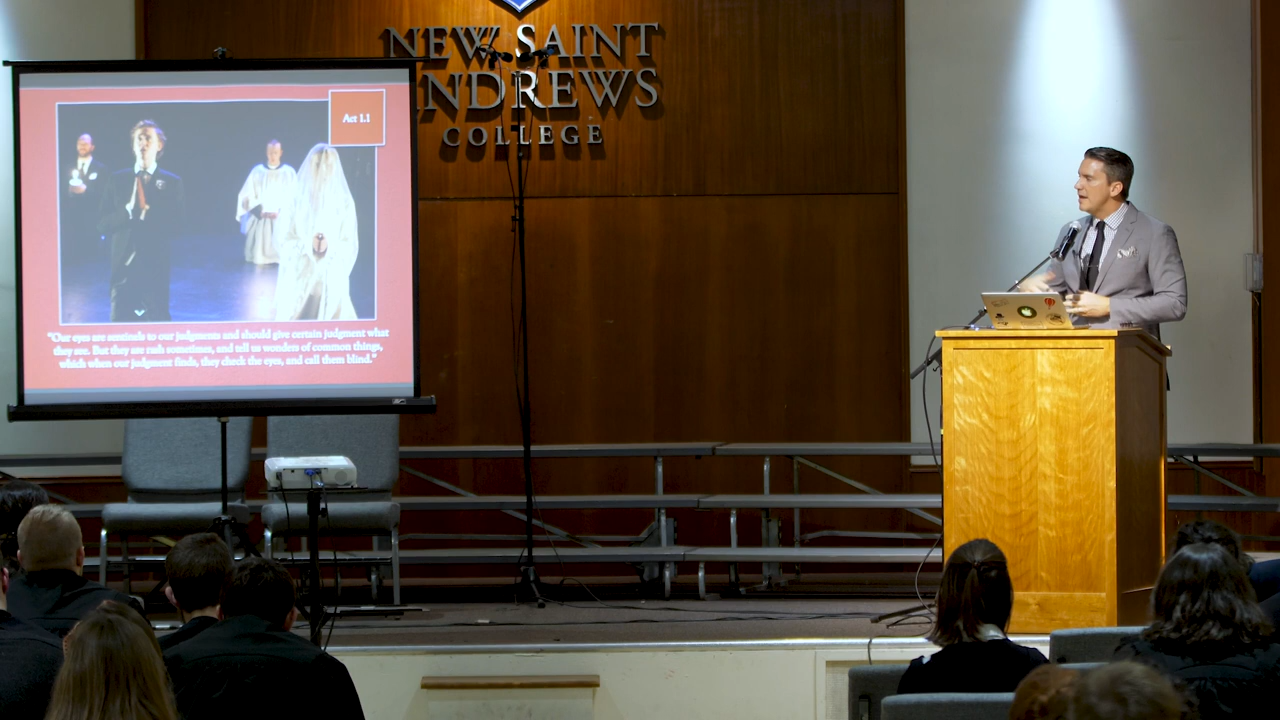 NEW SAINT
ANDREWS
COLLEGE
Act 1.1
"Our eyes are sentinels to our judgments and should give certain judgment what
they are. But they are rash sometimes, and tell us wonders of common things,
which when our judgment finds, they check the eyes, and call them blind."